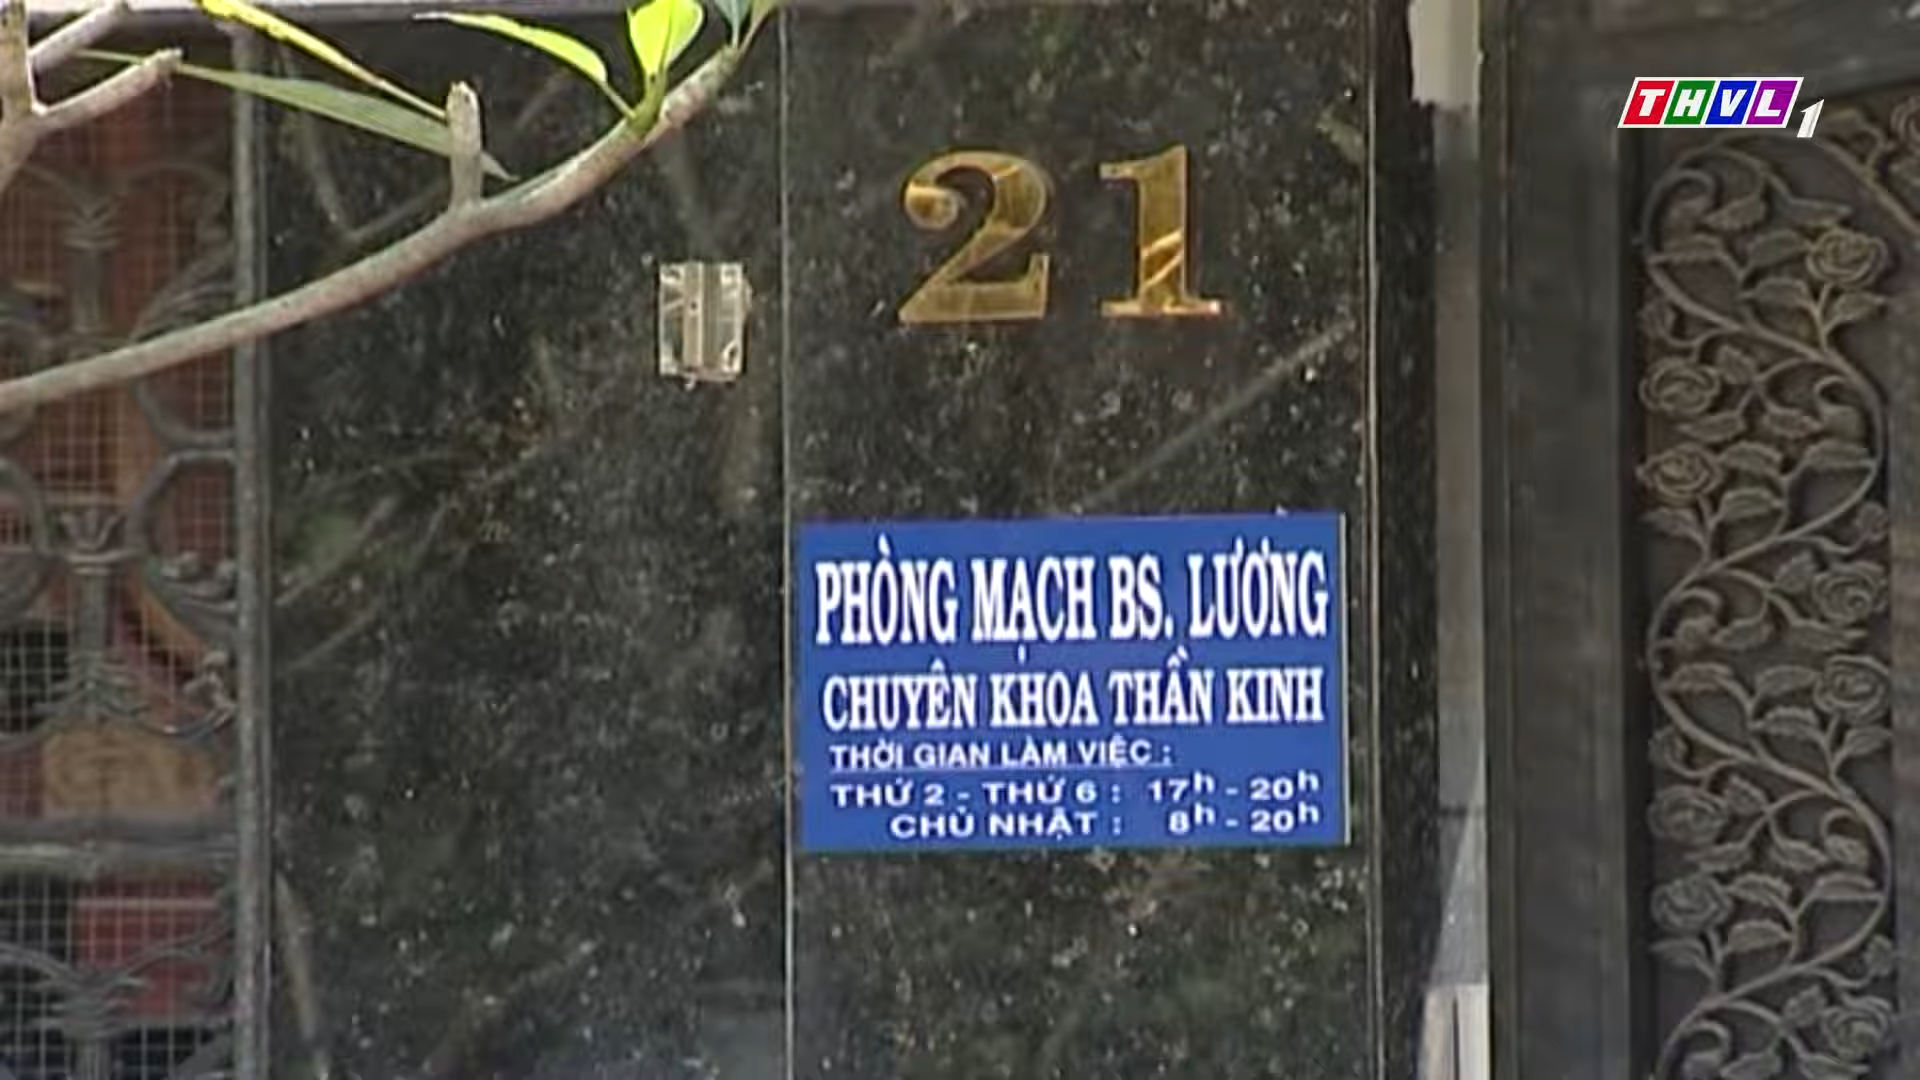 THVL1
21
PHÒNG MẠCH BS. LƯƠNG
CHUYÊN KHOA THẦN KINH
THỜI GIAN LÀM VIỆC :
THỨ 2 - THỨ 6 : 17h - 20h
CHỦ NHẬT : 8h - 20h